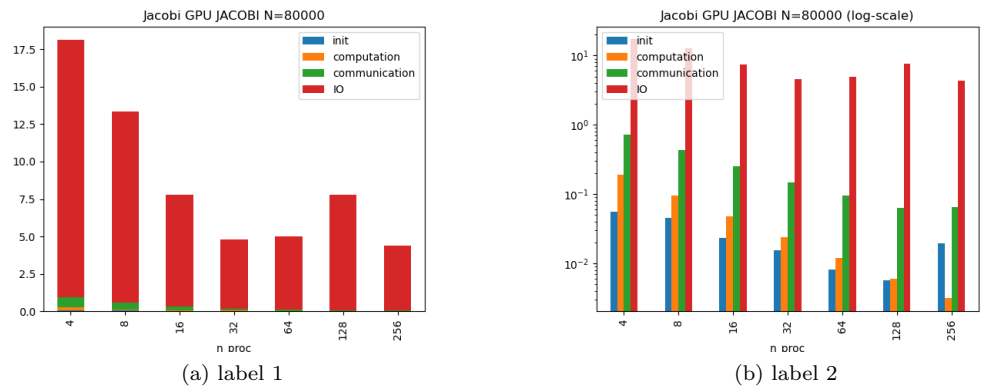 Jacobi GPU JACOBI N=80000
17.5
15.0
12.5
10.0
7.5
5.0
2.5
0.0
init
computation
communication
IO
4
8
16
32
64
128
256
n_proc
(a) label 1
Jacobi GPU JACOBI N=80000 (log-scale)
10^1
10^0
10^-1
10^-2
init
computation
communication
IO
4
8
16
32
64
128
256
n_proc
(b) label 2